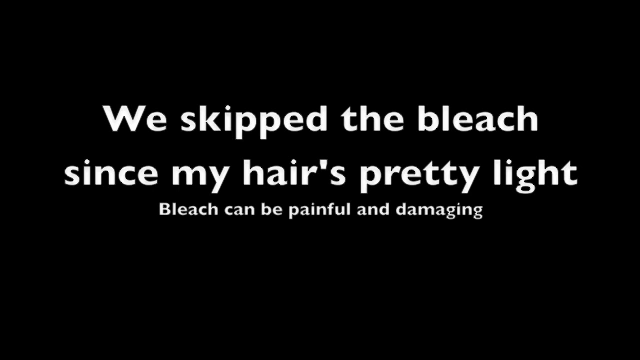 We skipped the bleach
since my hair's pretty light
Bleach can be painful and damaging